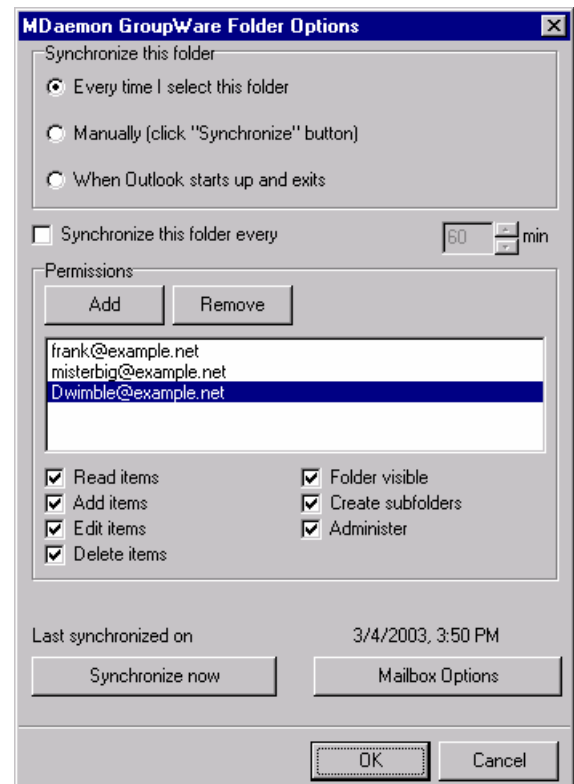 MDaemon GroupWare Folder Options
Synchronize this folder
Every time I select this folder
Manually (click "Synchronize" button)
When Outlook starts up and exits
Synchronize this folder every 60 min
Permissions
Add Remove
frank@example.net
misterbig@example.net
Dwimble@example.net
Read items Folder visible
Add items Create subfolders
Edit items Administer
Delete items
Last synchronized on 3/4/2003, 3:50 PM
Synchronize now Mailbox Options
OK Cancel